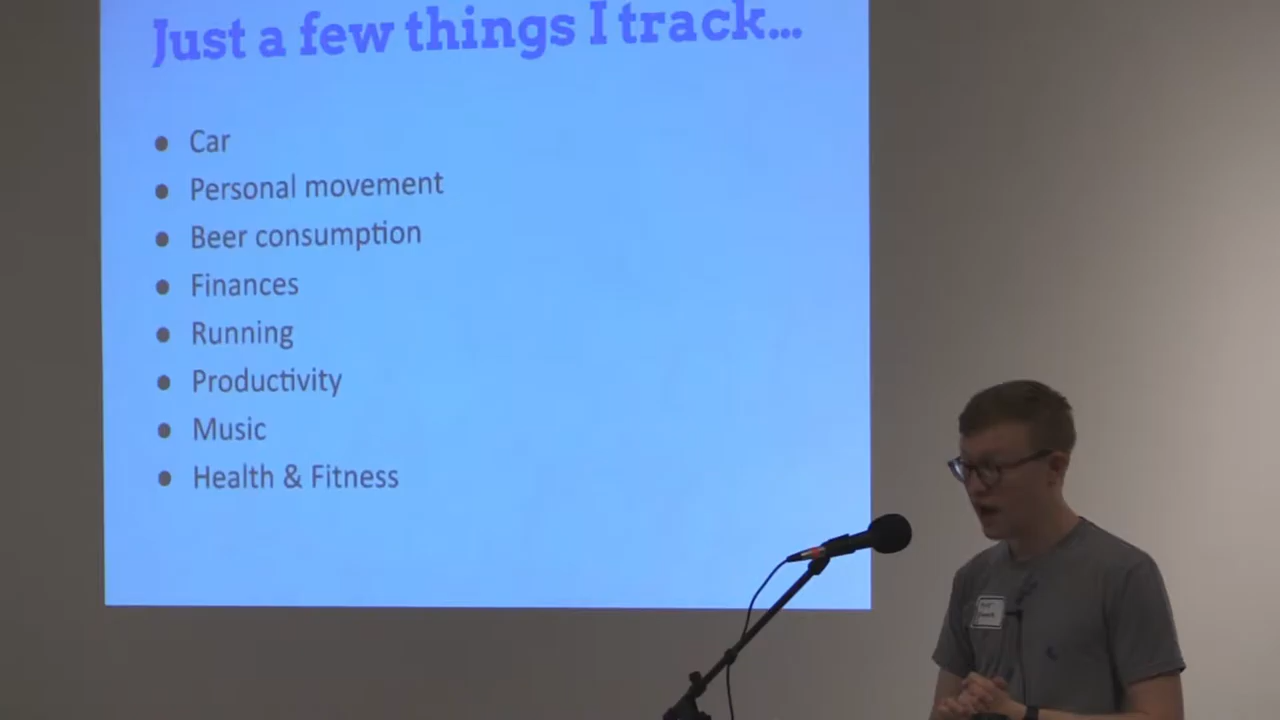 Just a few things I track...
● Car
● Personal movement
● Beer consumption
● Finances
● Running
● Productivity
● Music
● Health & Fitness